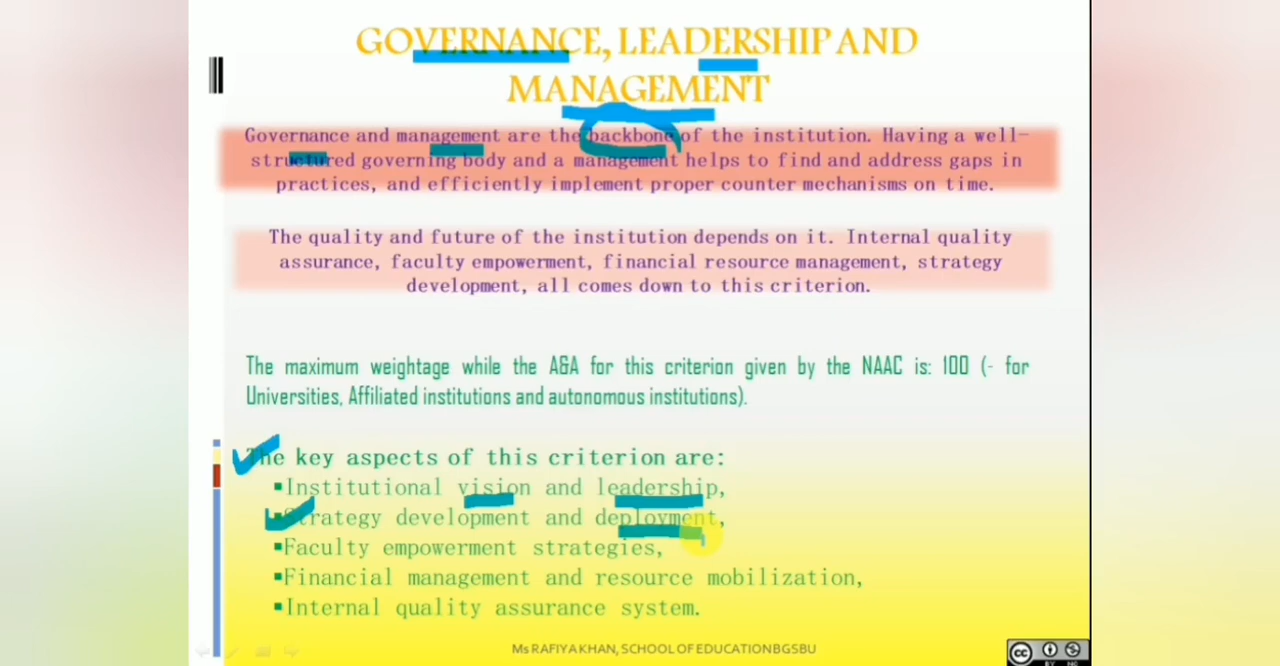 GOVERNANCE, LEADERSHIP AND
MANAGEMENT
Governance and management are the backbone of the institution. Having a well-
structured governing body and a management helps to find and address gaps in
practices, and efficiently implement proper counter mechanisms on time.
The quality and future of the institution depends on it. Internal quality
assurance, faculty empowerment, financial resource management, strategy
development, all comes down to this criterion.
The maximum weightage while the A&A for this criterion given by the NAAC is: 100 (- for
Universities, Affiliated institutions and autonomous institutions).
The key aspects of this criterion are:
▪Institutional vision and leadership,
▪Strategy development and deployment,
▪Faculty empowerment strategies,
▪Financial management and resource mobilization,
▪Internal quality assurance system.
Ms RAFIYA KHAN, SCHOOL OF EDUCATION BGSBU
cc
BY NC